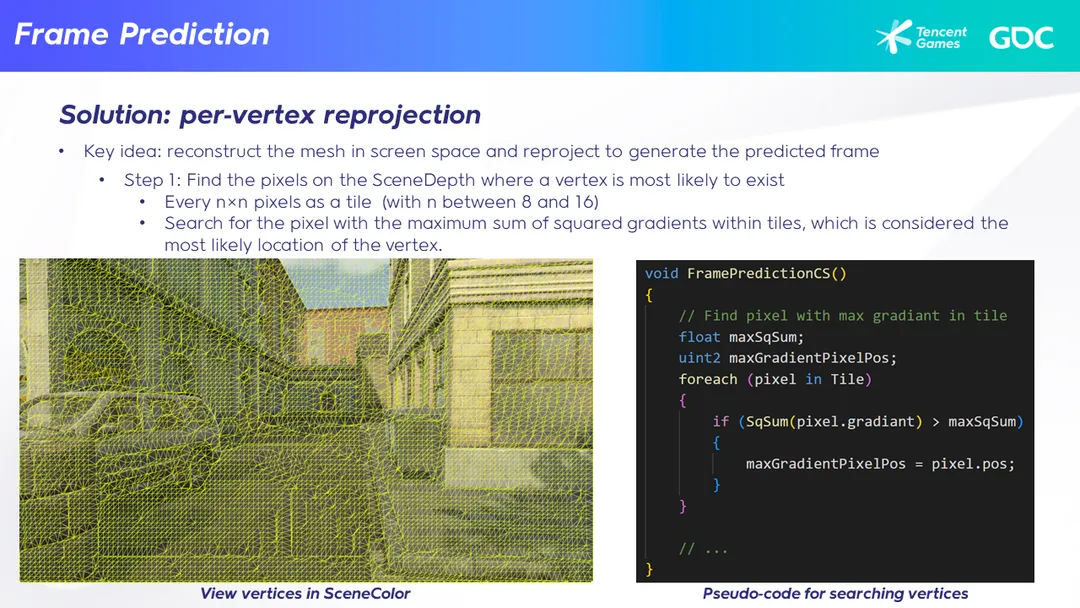 Frame Prediction
Tencent
Games
GDC
Solution: per-vertex reprojection
• Key idea: reconstruct the mesh in screen space and reproject to generate the predicted frame
• Step 1: Find the pixels on the SceneDepth where a vertex is most likely to exist
• Every n×n pixels as a tile (with n between 8 and 16)
• Search for the pixel with the maximum sum of squared gradients within tiles, which is considered the
most likely location of the vertex.
void FramePredictionCS()
{
// Find pixel with max gradiant in tile
float maxSqSum;
uint2 maxGradientPixelPos;
foreach (pixel in Tile)
{
if (SqSum(pixel.gradiant) > maxSqSum)
{
maxGradientPixelPos = pixel.pos;
}
}
// ...
}
View vertices in SceneColor
Pseudo-code for searching vertices